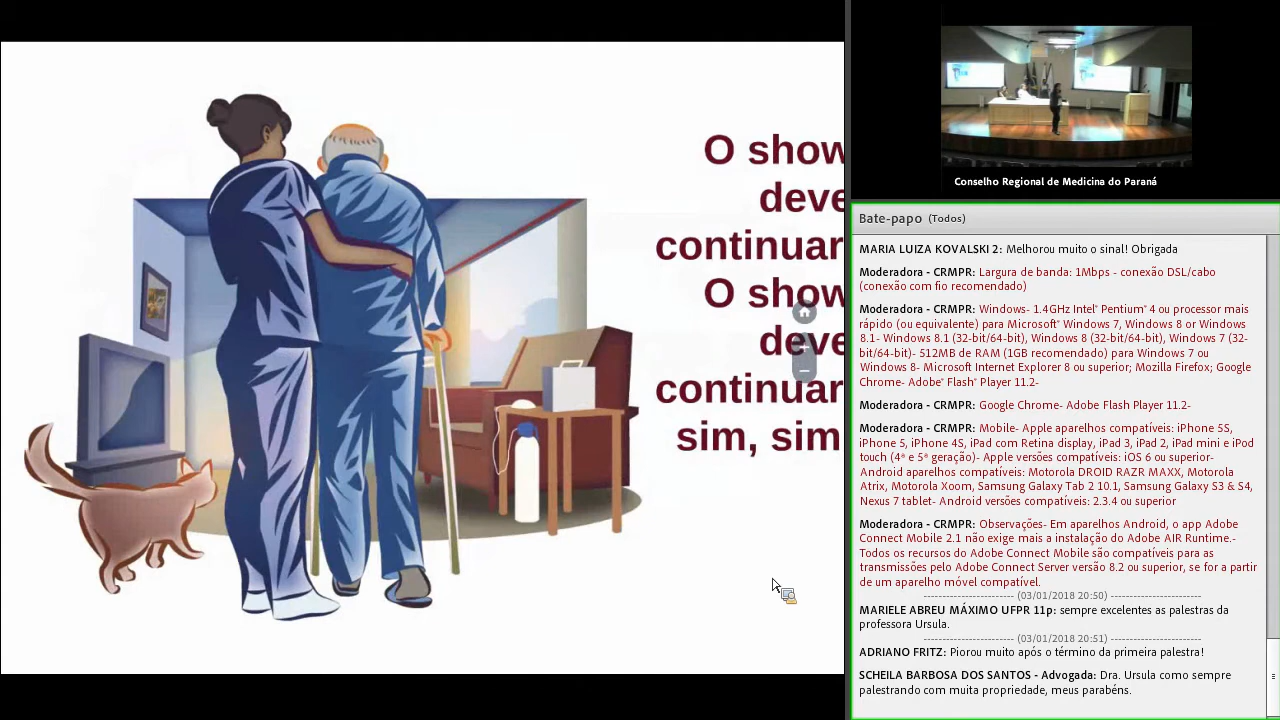 O show
deve
continuar
O show
deve
continuar
sim, sim
Conselho Regional de Medicina do Paraná
Bate-papo (Todos)
MARIA LUIZA KOVALSKI 2: Melhorou muito o sinal! Obrigada
Moderadora - CRMPR: Largura de banda: 1Mbps - conexão DSL/cabo
(conexão com fio recomendado)
Moderadora - CRMPR: Windows- 1.4GHz Intel® Pentium® 4 ou processor mais
rápido (ou equivalente) para Microsoft® Windows 7, Windows 8 or Windows
8.1 - Windows 8.1 (32-bit/64-bit), Windows 8 (32-bit/64-bit), Windows 7 (32-
bit/64-bit)- 512MB de RAM (1GB recomendado) para Windows 7 ou
Windows 8- Microsoft Internet Explorer 8 ou superior; Mozilla Firefox; Google
Chrome- Adobe® Flash® Player 11.2-
Moderadora - CRMPR: Google Chrome- Adobe Flash Player 11.2-
Moderadora - CRMPR: Mobile- Apple aparelhos compatíveis: iPhone 5S,
iPhone 5, iPhone 4S, iPad com Retina display, iPad 3, iPad 2, iPad mini e iPod
touch (4ª e 5ª geração)- Apple versões compatíveis: iOS 6 ou superior-
Android aparelhos compatíveis: Motorola DROID RAZR MAXX, Motorola
Atrix, Motorola Xoom, Samsung Galaxy Tab 2 10.1, Samsung Galaxy S3 & S4,
Nexus 7 tablet- Android versões compatíveis: 2.3.4 ou superior
Moderadora - CRMPR: Observações- Em aparelhos Android, o app Adobe
Connect Mobile 2.1 não exige mais a instalação do Adobe AIR Runtime.-
Todos os recursos do Adobe Connect Mobile são compatíveis para as
transmissões pelo Adobe Connect Server versão 8.2 ou superior, se for a partir
de um aparelho móvel compatível.
------------------------ (03/01/2018 20:50) ------------------------
MARIELE ABREU MÁXIMO UFPR 11p: sempre excelentes as palestras da
professora Ursula.
------------------------ (03/01/2018 20:51) ------------------------
ADRIANO FRITZ: Piorou muito após o término da primeira palestra!
SCHEILA BARBOSA DOS SANTOS - Advogada: Dra. Ursula como sempre
palestrando com muita propriedade, meus parabéns.